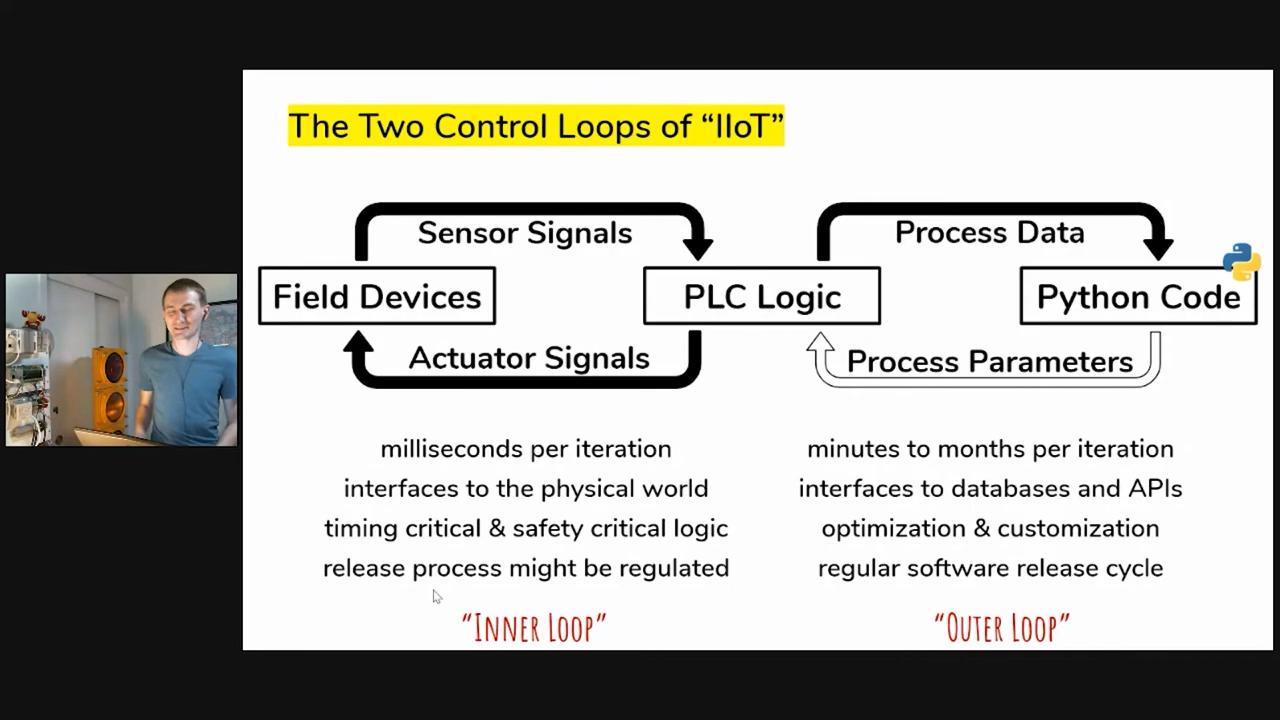 The Two Control Loops of “IIoT”
Sensor Signals
Process Data
Field Devices
PLC Logic
Python Code
Actuator Signals
Process Parameters
milliseconds per iteration
interfaces to the physical world
timing critical & safety critical logic
release process might be regulated
“Inner Loop”
minutes to months per iteration
interfaces to databases and APIs
optimization & customization
regular software release cycle
“Outer Loop”